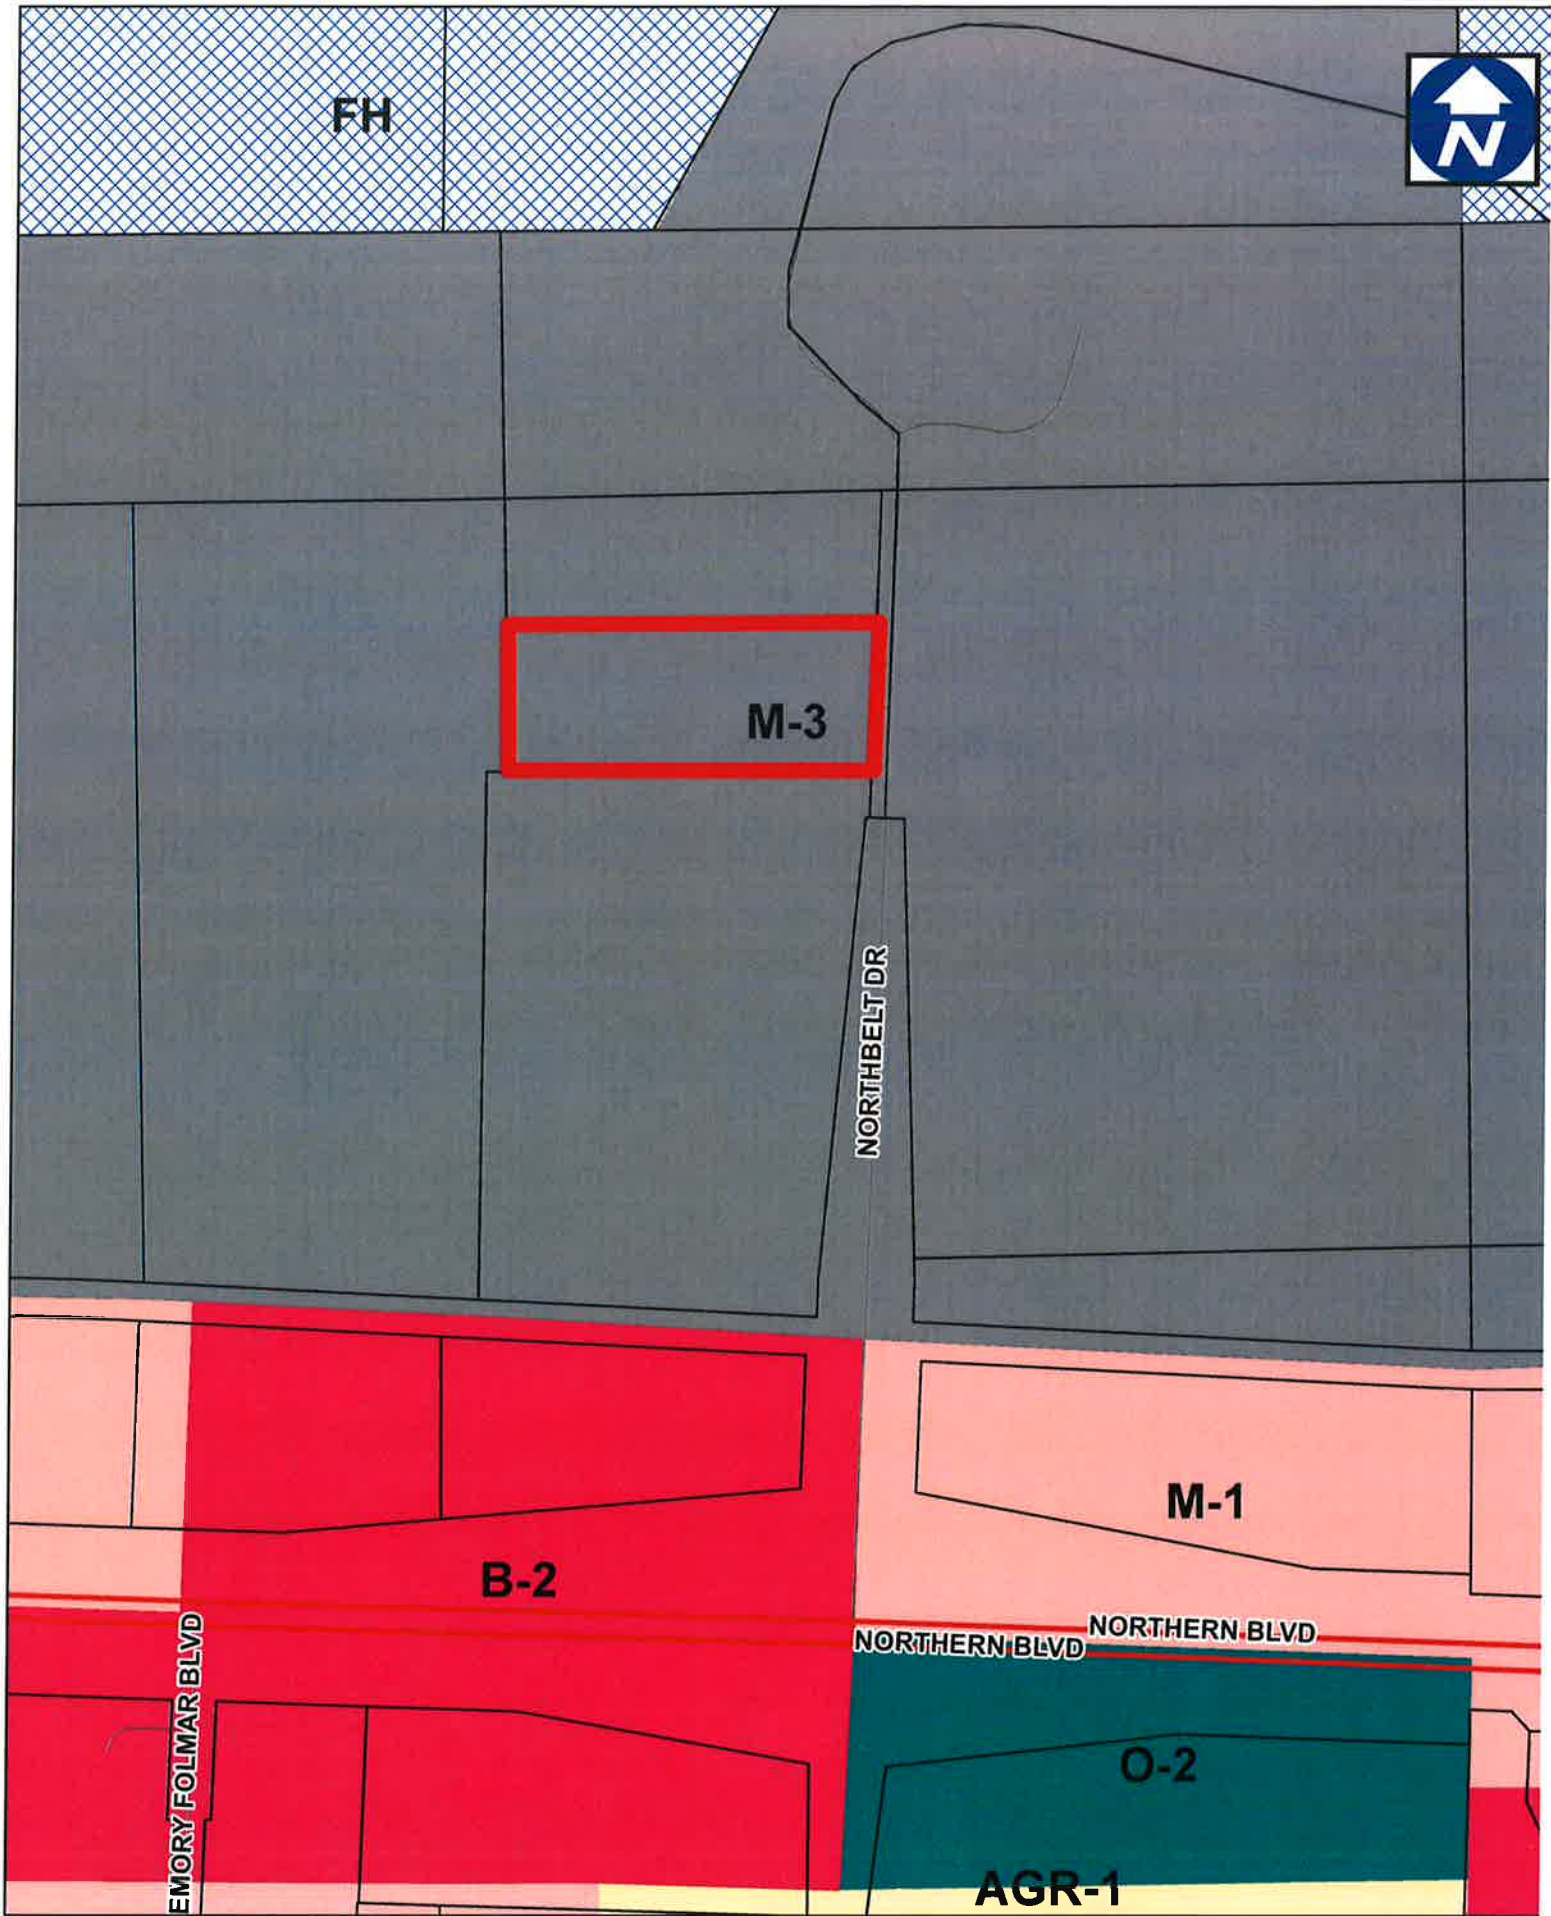 FH
N
M-3
NORTHBELT DR
M-1
B-2
NORTHERN BLVD
NORTHERN BLVD
EMORY FOLMAR BLVD
O-2
AGR-1